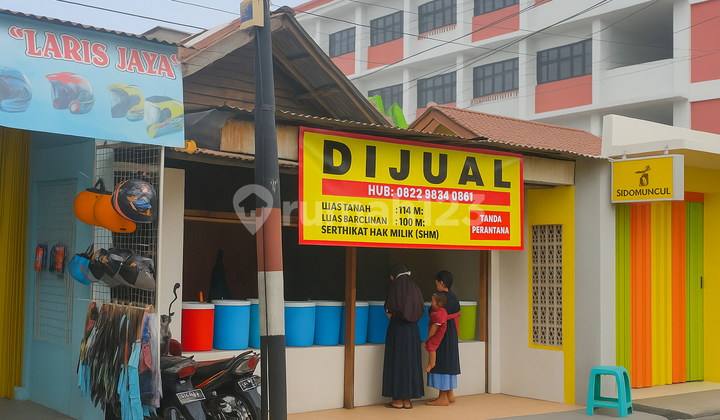 "LARIS JAYA"
DIJUAL
HUB: 0822 9834 0861
LUAS TANAH : 114 M²
LUAS BANGUNAN : 100 M²
SERTHIKAT HAK MILIK (SHM)
TANDA
PERANTANA
SIDOMUNCUL
rumah123